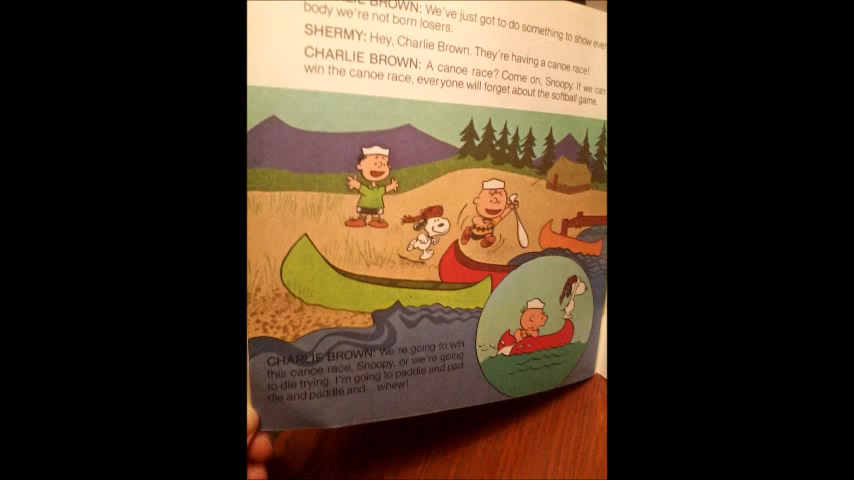 BROWN: We've just got to do something to show every
body we're not born losers.
SHERMY: Hey, Charlie Brown. They're having a canoe race!
CHARLIE BROWN: A canoe race? Come on, Snoopy. If we can
win the canoe race, everyone will forget about the softball game.
CHARLIE BROWN: We're going to win
this canoe race, Snoopy, or we're going
to die trying. I'm going to paddle and pad-
dle and paddle and... whew!